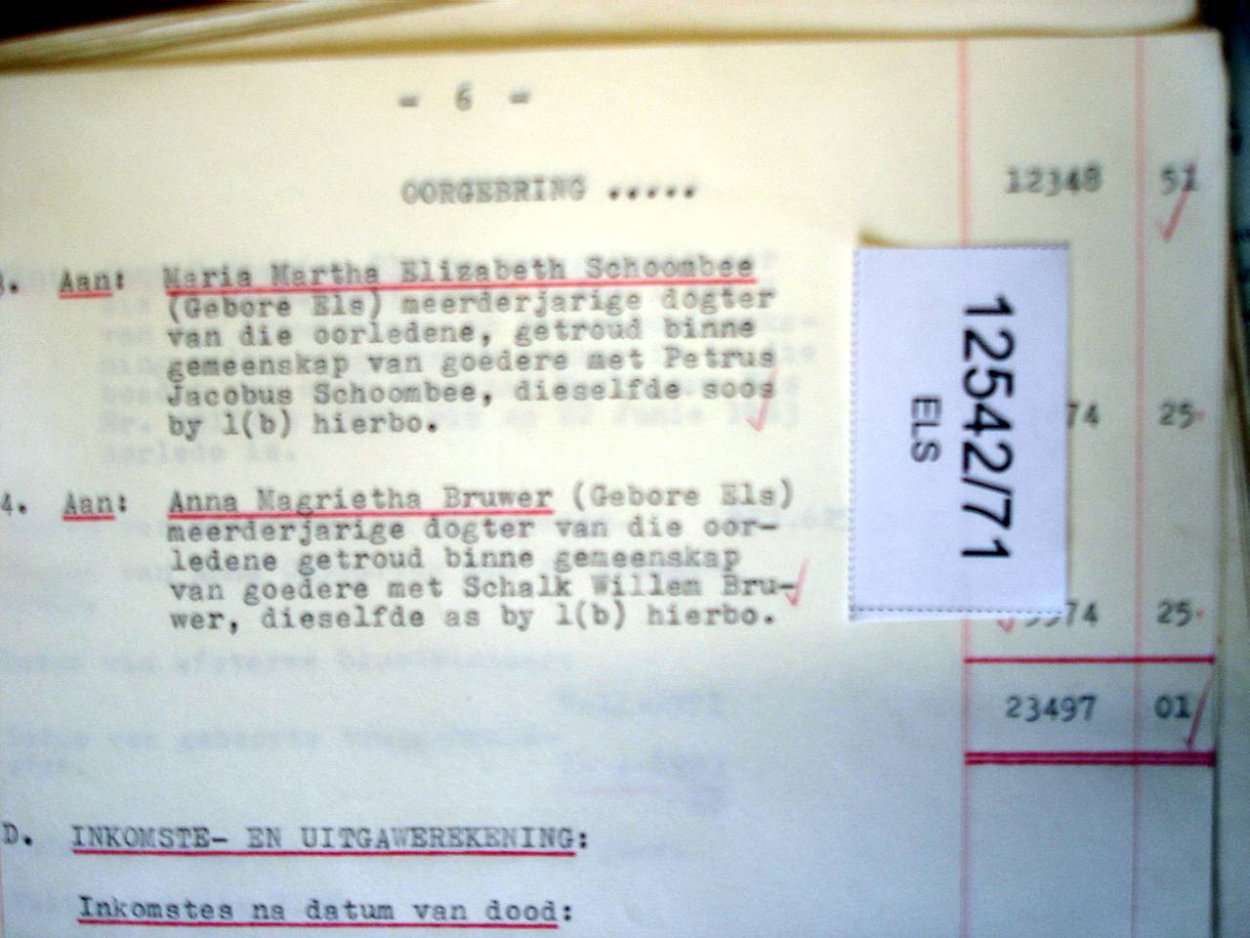 - 6 -
OORGEBRING ..... 12348 51
3. Aan: Maria Martha Elizabeth Schoombee
(Gebore Els) meerderjarige dogter
van die oorledene, getroud binne
gemeenskap van goedere met Petrus
Jacobus Schoombee, dieselfde soos
by l(b) hierbo. 74 25
4. Aan: Anna Magrietha Bruwer (Gebore Els)
meerderjarige dogter van die oor-
ledene getroud binne gemeenskap
van goedere met Schalk Willem Bru-
wer, dieselfde as by l(b) hierbo. 5574 25
23497 01
D. INKOMSTE- EN UITGAWEREKENING:
Inkomstes na datum van dood:
12542/71
ELS